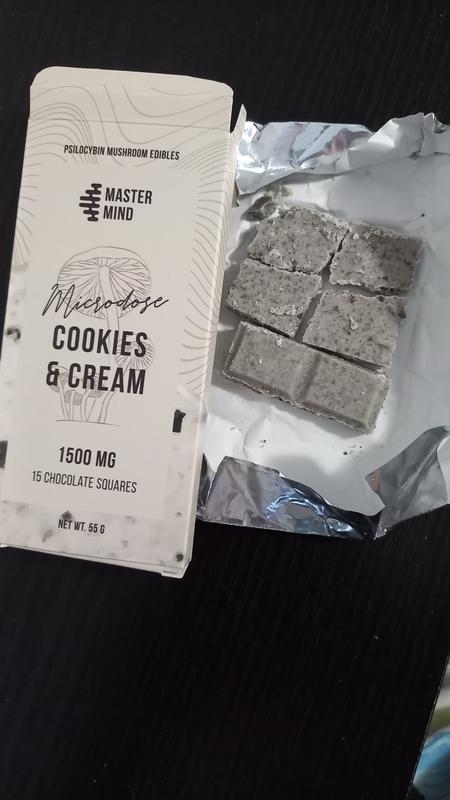 PSILOCYBIN MUSHROOM EDIBLES
MASTER
MIND
Microdose
COOKIES
& CREAM
1500 MG
15 CHOCOLATE SQUARES
NET WT. 55 G